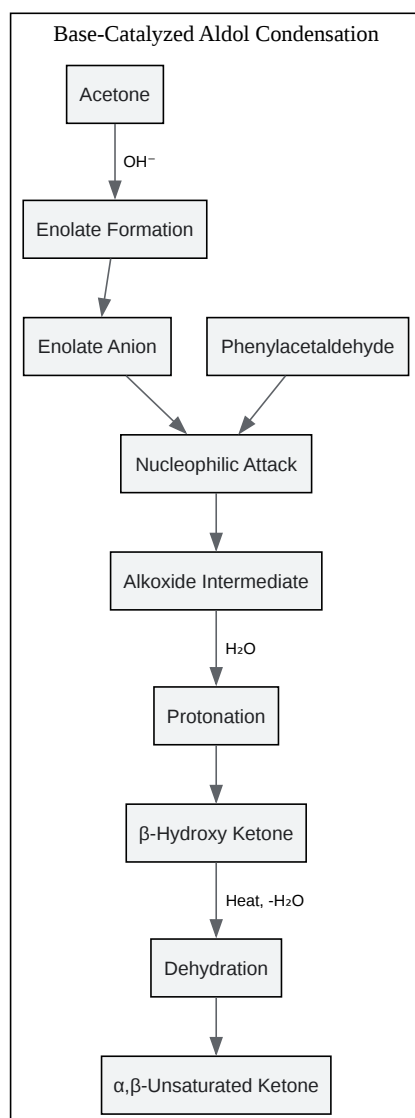 Base-Catalyzed Aldol Condensation
Acetone
OH⁻
Enolate Formation
Enolate Anion
Phenylacetaldehyde
Nucleophilic Attack
Alkoxide Intermediate
H₂O
Protonation
β-Hydroxy Ketone
Heat, -H₂O
Dehydration
α,β-Unsaturated Ketone